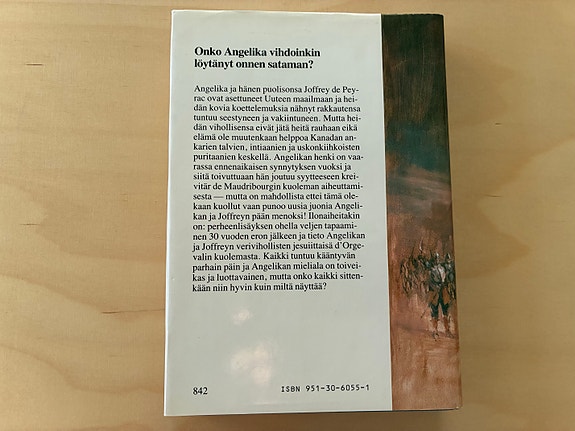 Onko Angelika vihdoinkin
löytänyt onnen sataman?
Angelika ja hänen puolisonsa Joffrey de Pey-
rac ovat asettuneet Uuteen maailmaan ja hei-
dän kovia koettelemuksia nähnyt rakkautensa
tuntuu seestyneen ja vakiintuneen. Mutta hei-
dän vihollisensa eivät jätä heitä rauhaan eikä
elämä ole muutenkaan helppoa Kanadan an-
karien talvien, intiaanien ja uskonkiihkoisten
puritaanien keskellä. Angelikan henki on vaa-
rassa ennenaikaisen synnytyksen vuoksi ja
siitä toivuttuaan hän joutuu syytteeseen krei-
vitär de Maudribourgin kuoleman aiheuttami-
sesta — mutta on mahdollista ettei tämä ole-
kaan kuollut vaan punoo uusia juonia Angeli-
kan ja Joffreyn pään menoksi! Ilonaiheitakin
on: perheenlisäyksen ohella veljen tapaami-
nen 30 vuoden eron jälkeen ja tieto Angelikan
ja Joffreyn verivihollisen jesuiittaisä d'Orge-
valin kuolemasta. Kaikki tuntuu kääntyvän
parhain päin ja Angelikan mieliala on toivei-
kas ja luottavainen, mutta onko kaikki sitten-
kään niin hyvin kuin miltä näyttää?
842
ISBN 951-30-6055-1